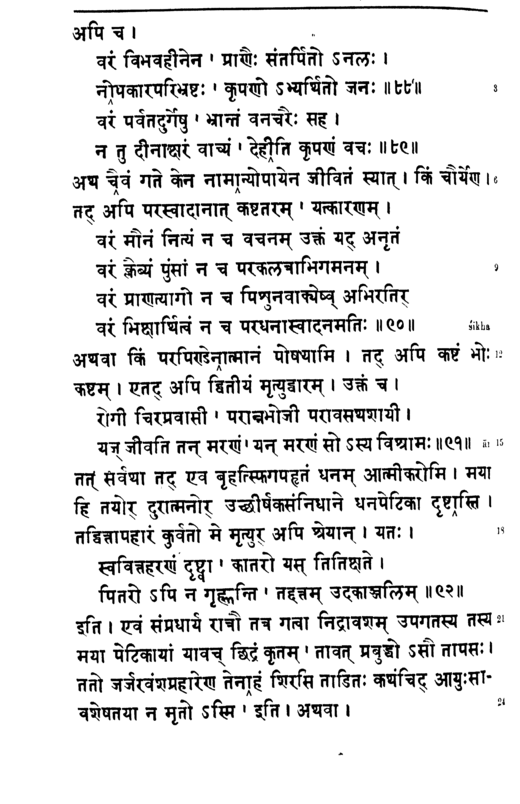 अपि च ।
वरं विभवहीनेन ' प्राणैः संतर्पितो ऽनलः ।
नोपकारपरिभ्रष्टः ' कृपणो ऽभ्यर्थितो जनः ॥८८॥ 3
वरं पर्वतदुर्गेषु ' भ्रान्तं वनचरैः सह ।
न तु दीनाक्षरं वाच्यं ' देहीति कृपणं वचः ॥८९॥
अथ चैवं गते केन नामान्योपायेन जीवितं स्यात् । किं चौर्येण । 6
तद् अपि परस्वादानात् कष्टतरम् ' यत्कारणम् ।
वरं मौनं नित्यं न च वचनम् उक्तं यद् अनृतं
वरं क्लैब्यं पुंसां न च परकलत्राभिगमनम् । 9
वरं प्राणत्यागो न च पिशुनवाक्येष्व् अभिरतिर्
वरं भिक्षार्थित्वं न च परधनास्वादनमतिः ॥९०॥ śikha
अथवा किं परपिण्डेनात्मानं पोषयामि । तद् अपि कष्टं भोः 12
कष्टम् । एतद् अपि द्वितीयं मृत्युद्वारम् । उक्तं च ।
रोगी चिरप्रवासी ' परान्नभोजी परावसथशायी ।
यज् जीवति तन् मरणं ' यन् मरणं सो ऽस्य विश्रामः ॥९१॥ ār 15
तत् सर्वथा तद् एव बृहत्स्फिगपहृतं धनम् आत्मीकरोमि । मया
हि तयोर् दुरात्मनोर् उच्छीर्षकसंनिधाने धनपेटिका दृष्टास्ति ।
तद्वित्तापहारं कुर्वतो मे मृत्युर् अपि श्रेयान् । यतः । 18
स्ववित्तहरणं दृष्ट्वा ' कातरो यस् तितिक्षते ।
पितरो ऽपि न गृह्णन्ति ' तद्दत्तम् उदकाञ्जलिम् ॥९२॥
इति । एवं संप्रधार्य रात्रौ तत्र गत्वा निद्रावशम् उपगतस्य तस्य 21
मया पेटिकायां यावच् छिद्रं कृतम् ' तावत् प्रबुद्धो ऽसौ तापसः ।
ततो जर्जरवंशप्रहारेण तेनाहं शिरसि ताडितः कथंचिद् आयुःसा-
वशेषतया न मृतो ऽस्मि ' इति । अथवा । 24